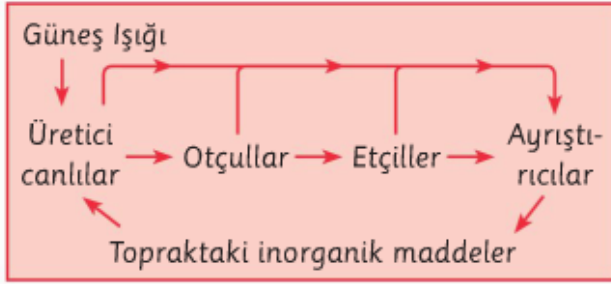 Güneş Işığı
Üretici
canlılar
Otçullar
Etçiller
Ayrıştı-
rıcılar
Topraktaki inorganik maddeler